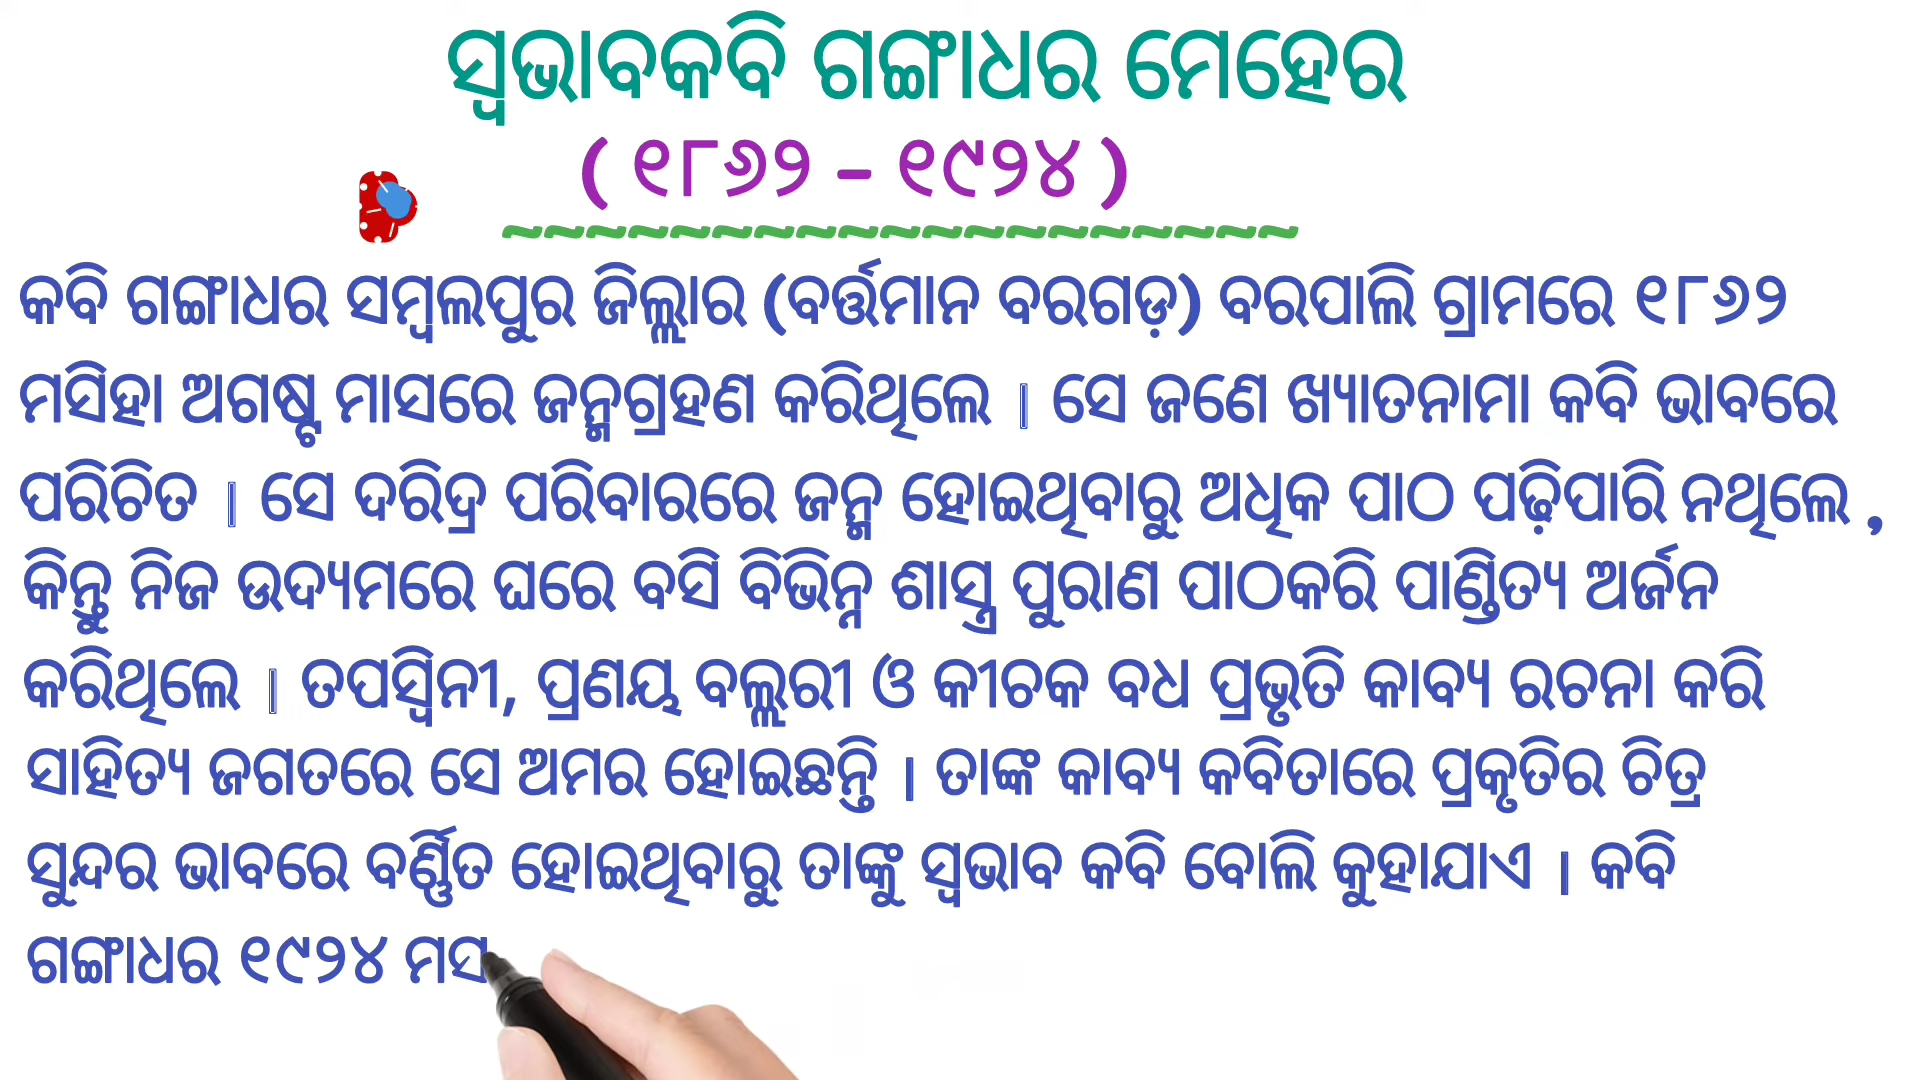 ସ୍ୱଭାବକବି ଗଙ୍ଗାଧର ମେହେର
( ୧୮୬୨ – ୧୯୨୪ )
~~~~~~~~~~~~~~~~~~~
କବି ଗଙ୍ଗାଧର ସମ୍ବଲପୁର ଜିଲ୍ଲାର (ବର୍ତ୍ତମାନ ବରଗଡ଼) ବରପାଲି ଗ୍ରାମରେ ୧୮୬୨
ମସିହା ଅଗଷ୍ଟ ମାସରେ ଜନ୍ମଗ୍ରହଣ କରିଥିଲେ । ସେ ଜଣେ ଖ୍ୟାତନାମା କବି ଭାବରେ
ପରିଚିତ । ସେ ଦରିଦ୍ର ପରିବାରରେ ଜନ୍ମ ହୋଇଥିବାରୁ ଅଧିକ ପାଠ ପଢ଼ିପାରି ନଥିଲେ ,
କିନ୍ତୁ ନିଜ ଉଦ୍ୟମରେ ଘରେ ବସି ବିଭିନ୍ନ ଶାସ୍ତ୍ର ପୁରାଣ ପାଠକରି ପାଣ୍ଡିତ୍ୟ ଅର୍ଜନ
କରିଥିଲେ । ତପସ୍ୱିନୀ, ପ୍ରଣୟ ବଲ୍ଲରୀ ଓ କୀଚକ ବଧ ପ୍ରଭୃତି କାବ୍ୟ ରଚନା କରି
ସାହିତ୍ୟ ଜଗତରେ ସେ ଅମର ହୋଇଛନ୍ତି । ତାଙ୍କ କାବ୍ୟ କବିତାରେ ପ୍ରକୃତିର ଚିତ୍ର
ସୁନ୍ଦର ଭାବରେ ବର୍ଣ୍ଣିତ ହୋଇଥିବାରୁ ତାଙ୍କୁ ସ୍ୱଭାବ କବି ବୋଲି କୁହାଯାଏ । କବି
ଗଙ୍ଗାଧର ୧୯୨୪ ମସ